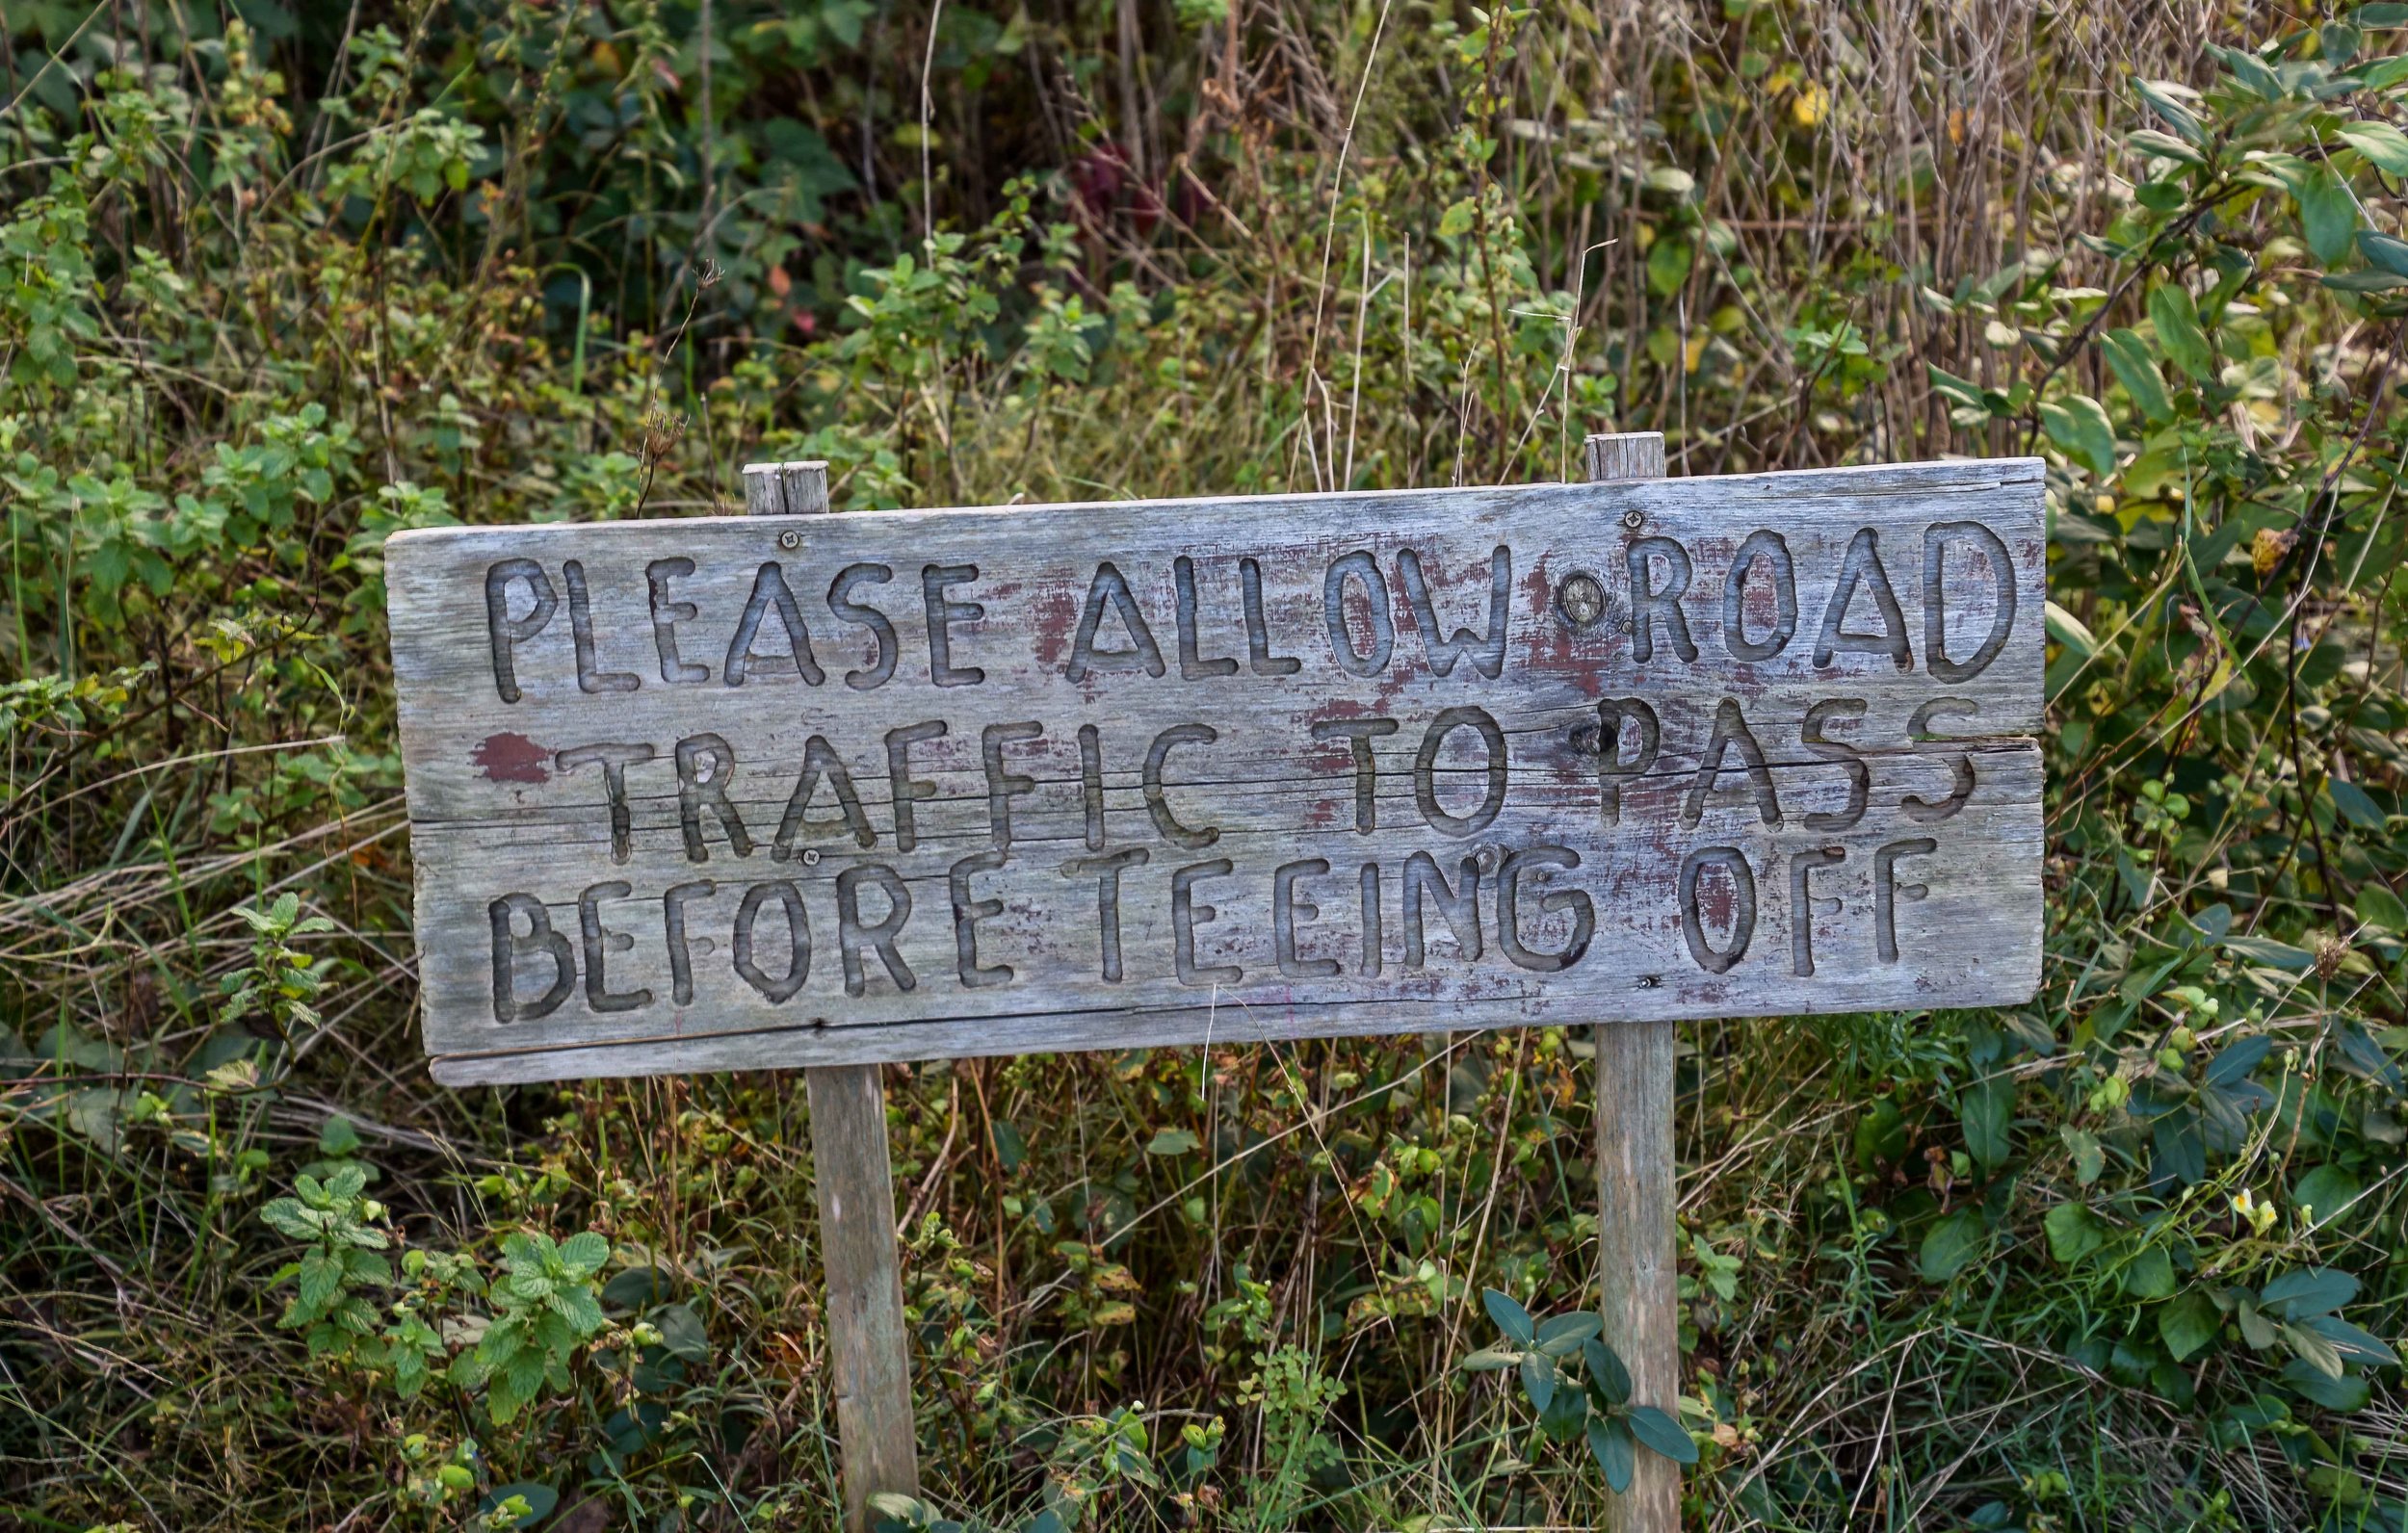 PLEASE ALLOW ROAD
TRAFFIC TO PASS
BEFORE TEEING OFF